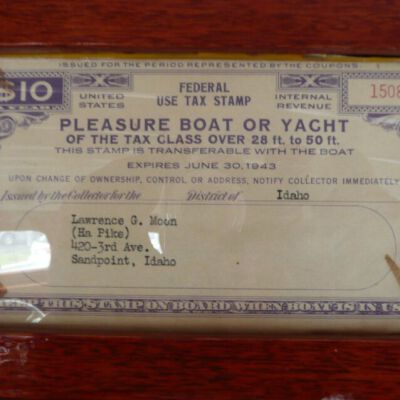 ISSUED FOR THE PERIOD REPRESENTED BY THE COUPONS.
$10
A YEAR
UNITED STATES
FEDERAL
USE TAX STAMP
INTERNAL REVENUE
1508
PLEASURE BOAT OR YACHT
OF THE TAX CLASS OVER 28 ft. to 50 ft.
THIS STAMP IS TRANSFERABLE WITH THE BOAT
EXPIRES JUNE 30, 1943
UPON CHANGE OF OWNERSHIP, CONTROL OR ADDRESS, NOTIFY COLLECTOR IMMEDIATELY
Issued by the Collector for the District of Idaho
Lawrence G. Moon
(Ha Pike)
420-3rd Ave.
Sandpoint, Idaho
THIS STAMP ON BOARD WHEN BOAT IS IN US